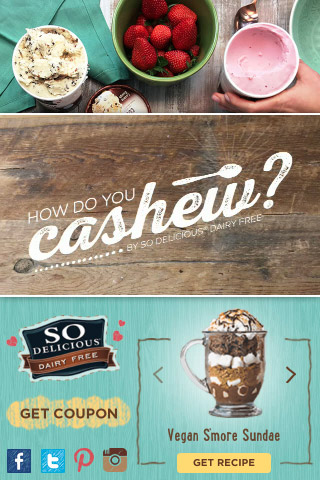 HOW DO YOU
cashew?
BY SO DELICIOUS® DAIRY FREE
SO
DELICIOUS®
DAIRY FREE
GET COUPON
Vegan S'more Sundae
GET RECIPE